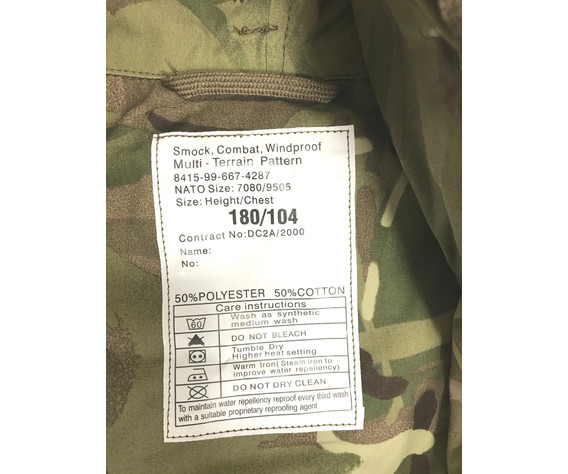 Smock, Combat, Windproof
Multi - Terrain Pattern
8415-99-667-4287
NATO Size: 7080/9505
Size: Height/Chest
180/104
Contract No:DC2A/2000
Name:
No:
50%POLYESTER 50%COTTON
Care instructions
60 Wash as synthetic
medium wash
DO NOT BLEACH
Tumble Dry
Higher heat setting
Warm Iron( Steam iron to
improve water repellency)
DO NOT DRY CLEAN
To maintain water repellency reproof every third wash
with a suitable proprietary reproofing agent